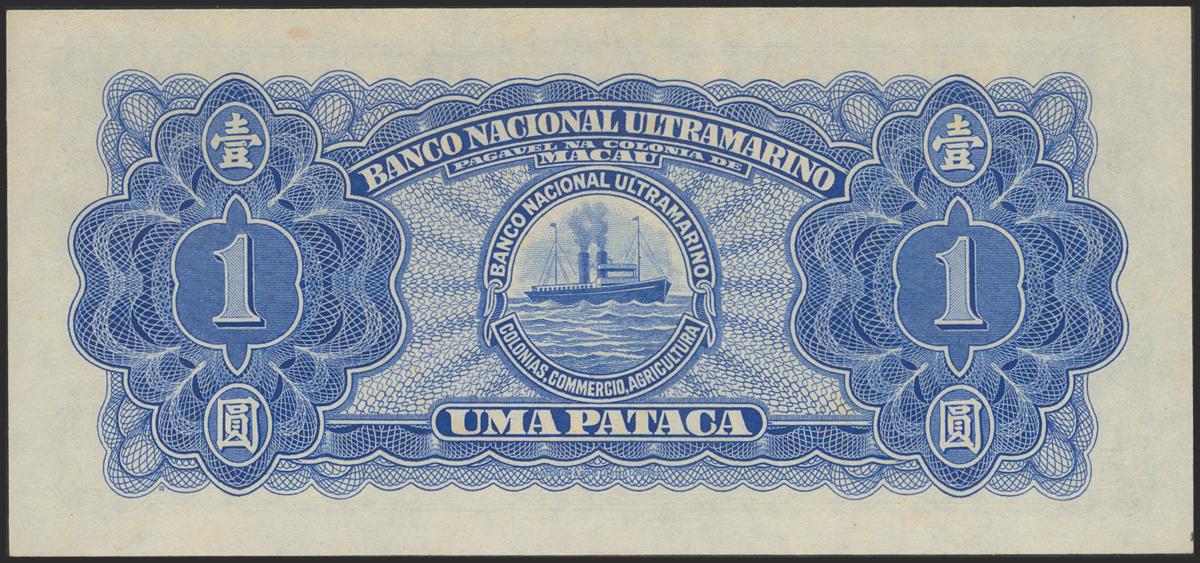 壹
壹
BANCO NACIONAL ULTRAMARINO
PAGAVEL NA COLONIA DE
MACAU
BANCO NACIONAL ULTRAMARINO
1
1
COLONIAS, COMMERCIO, AGRICULTURA
圓
UMA PATACA
圓